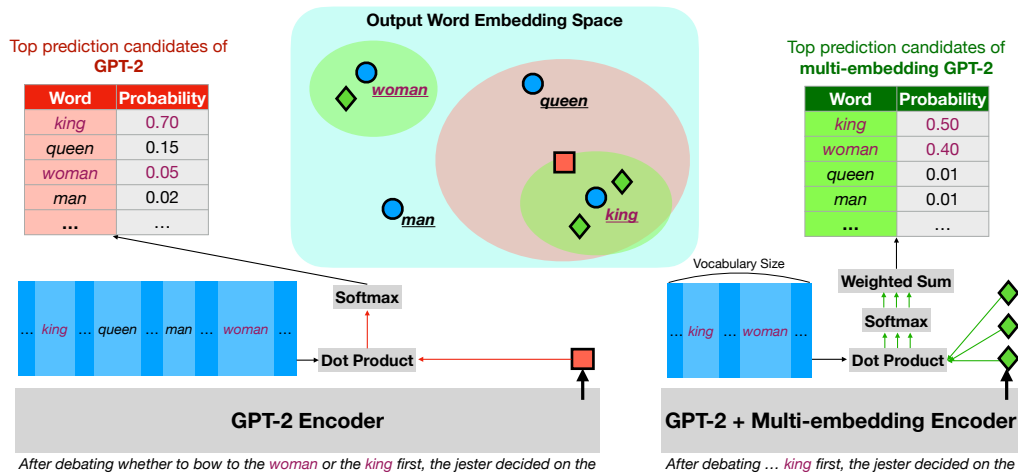 Output Word Embedding Space
woman
queen
man
king
Top prediction candidates of
GPT-2
Word Probability
king 0.70
queen 0.15
woman 0.05
man 0.02
... ...
Softmax
... king ... queen ... man ... woman ...
Dot Product
GPT-2 Encoder
After debating whether to bow to the woman or the king first, the jester decided on the
Top prediction candidates of
multi-embedding GPT-2
Word Probability
king 0.50
woman 0.40
queen 0.01
man 0.01
... ...
Vocabulary Size
Weighted Sum
Softmax
... king ... woman ...
Dot Product
GPT-2 + Multi-embedding Encoder
After debating ... king first, the jester decided on the